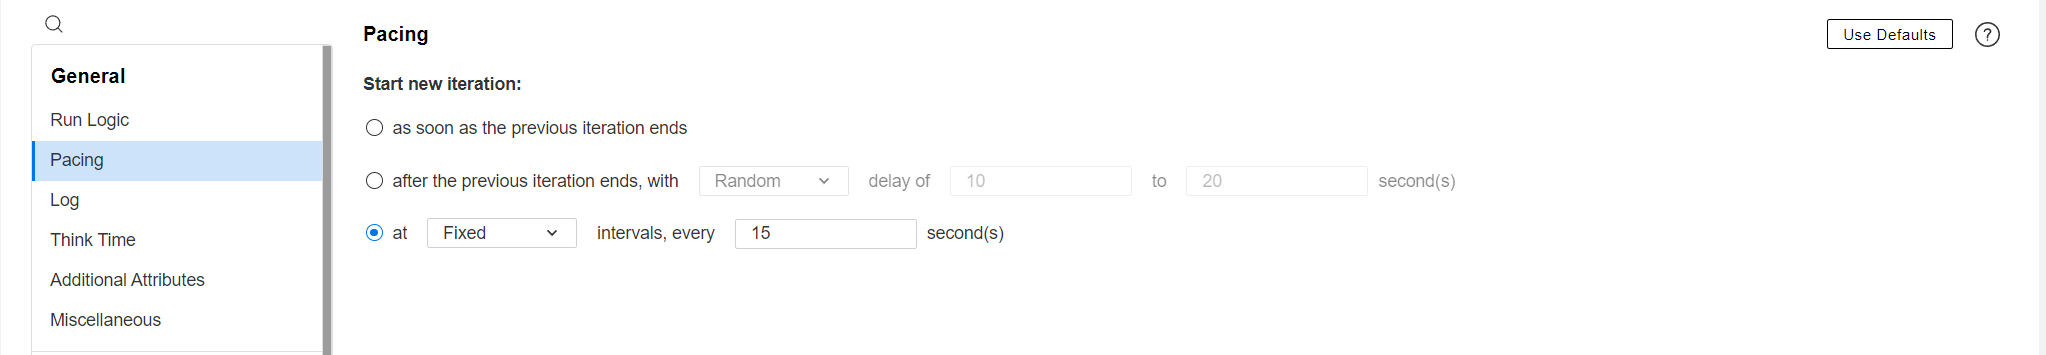 General
Run Logic
Pacing
Log
Think Time
Additional Attributes
Miscellaneous
Pacing
Use Defaults ?
Start new iteration:
as soon as the previous iteration ends
after the previous iteration ends, with Random delay of 10 to 20 second(s)
at Fixed intervals, every 15 second(s)